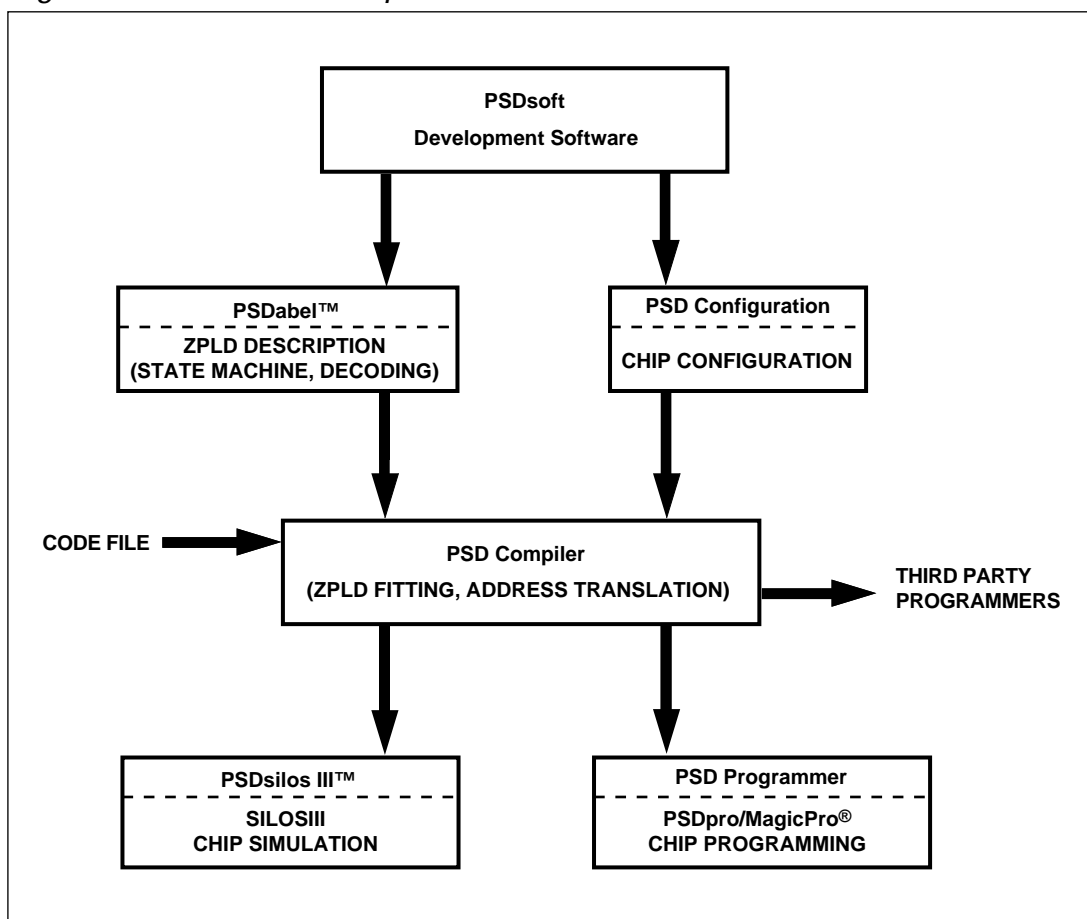 PSDsoft
Development Software
PSDabel™
ZPLD DESCRIPTION
(STATE MACHINE, DECODING)
PSD Configuration
CHIP CONFIGURATION
CODE FILE
PSD Compiler
(ZPLD FITTING, ADDRESS TRANSLATION)
THIRD PARTY
PROGRAMMERS
PSDsilos III™
SILOSIII
CHIP SIMULATION
PSD Programmer
PSDpro/MagicPro®
CHIP PROGRAMMING